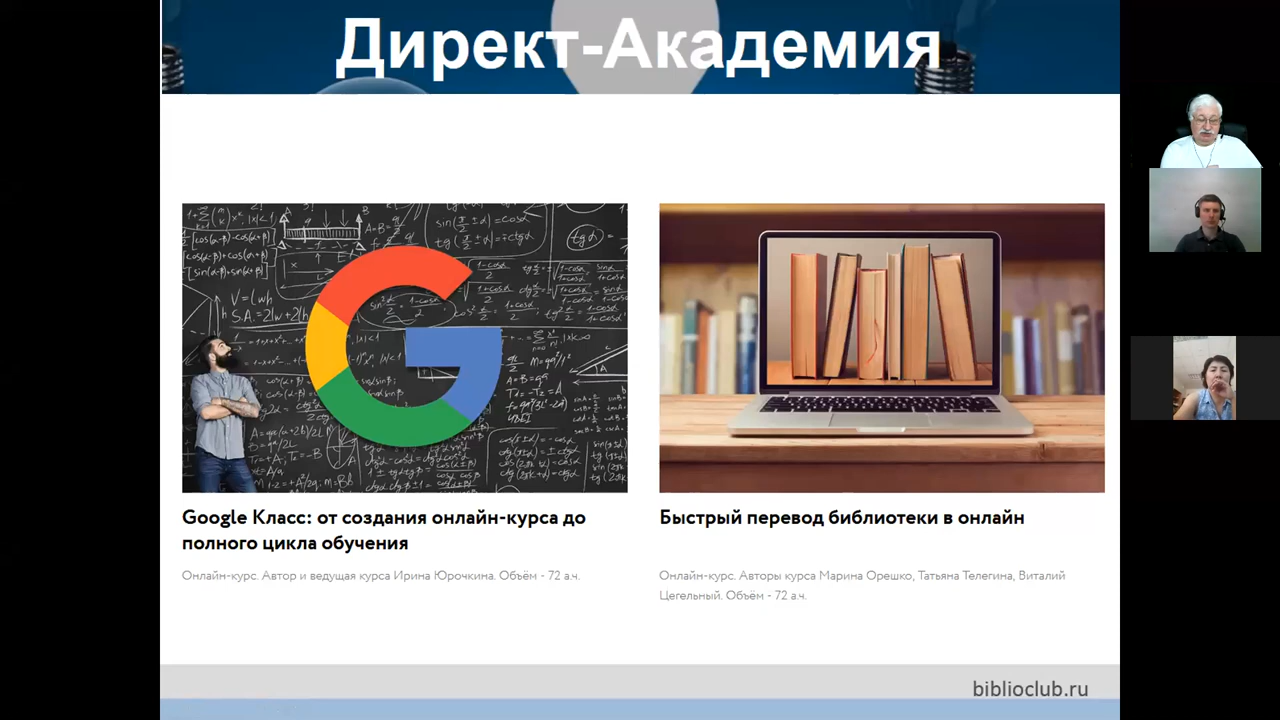 Директ-Академия
Google Класс: от создания онлайн-курса до
полного цикла обучения
Онлайн-курс. Автор и ведущая курса Ирина Юрочкина. Объём - 72 а.ч.
Быстрый перевод библиотеки в онлайн
Онлайн-курс. Авторы курса Марина Орешко, Татьяна Телегина, Виталий
Цегельный. Объём - 72 а.ч.
biblioclub.ru